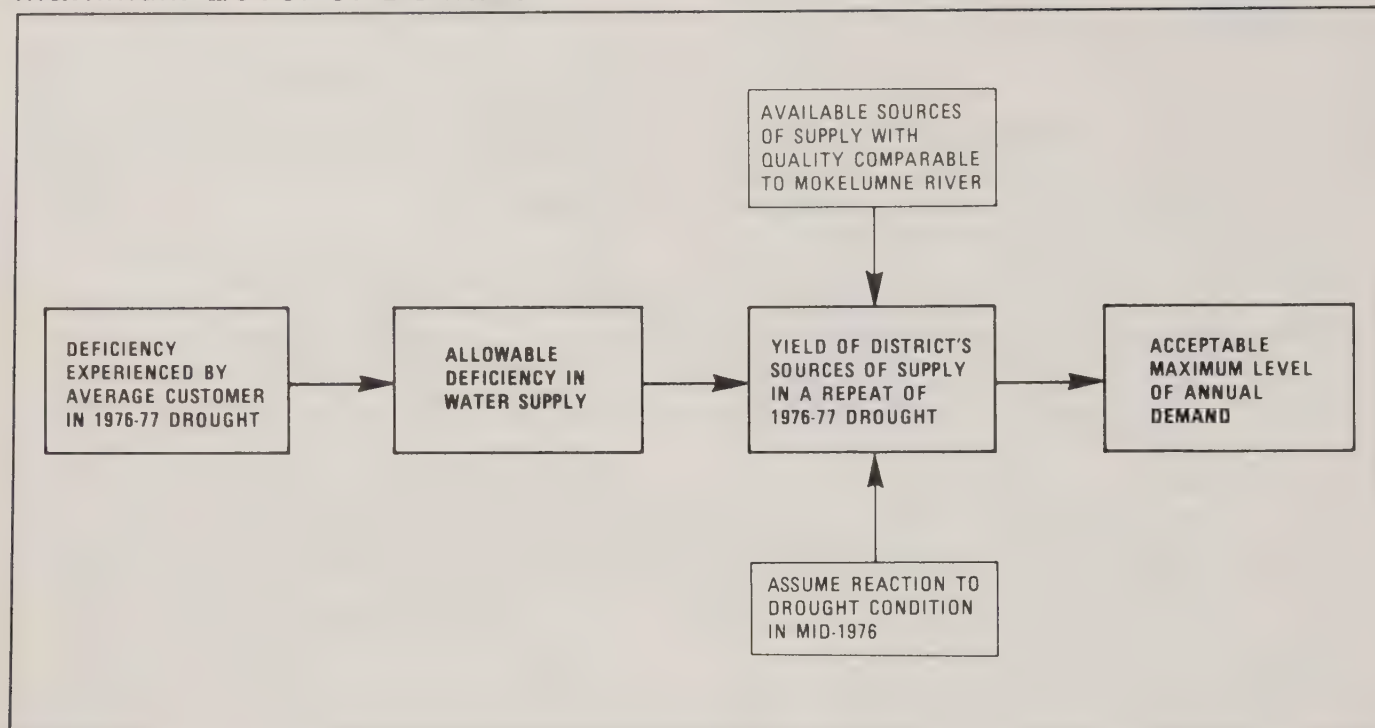 AVAILABLE SOURCES
OF SUPPLY WITH
QUALITY COMPARABLE
TO MOKELUMNE RIVER
DEFICIENCY
EXPERIENCED BY
AVERAGE CUSTOMER
IN 1976-77 DROUGHT
ALLOWABLE
DEFICIENCY IN
WATER SUPPLY
YIELD OF DISTRICT'S
SOURCES OF SUPPLY
IN A REPEAT OF
1976-77 DROUGHT
ACCEPTABLE
MAXIMUM LEVEL
OF ANNUAL
DEMAND
ASSUME REACTION TO
DROUGHT CONDITION
IN MID-1976